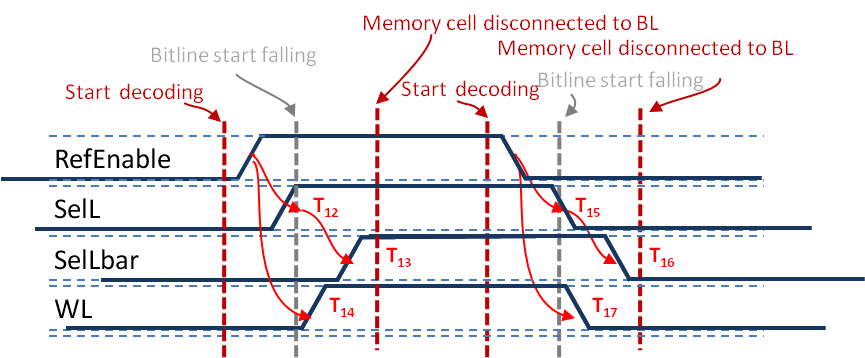 Memory cell disconnected to BL
Memory cell disconnected to BL
Bitline start falling
Bitline start falling
Start decoding
Start decoding
RefEnable
SelL
T12
T15
SelLbar
T13
T16
WL
T14
T17